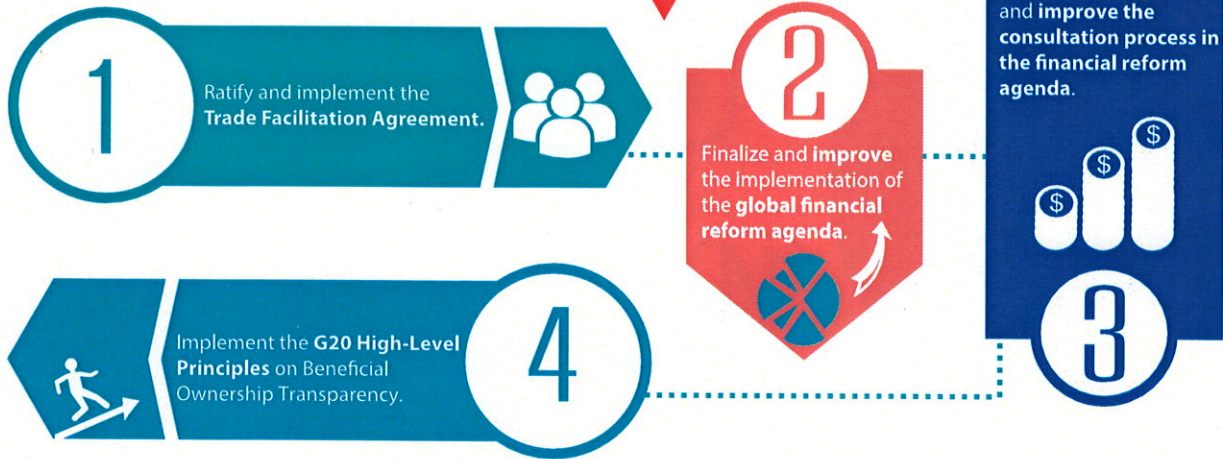 1
Ratify and implement the
Trade Facilitation Agreement.
2
Finalize and improve
the implementation of
the global financial
reform agenda.
and improve the
consultation process in
the financial reform
agenda.
$
$
$
3
4
Implement the G20 High-Level
Principles on Beneficial
Ownership Transparency.